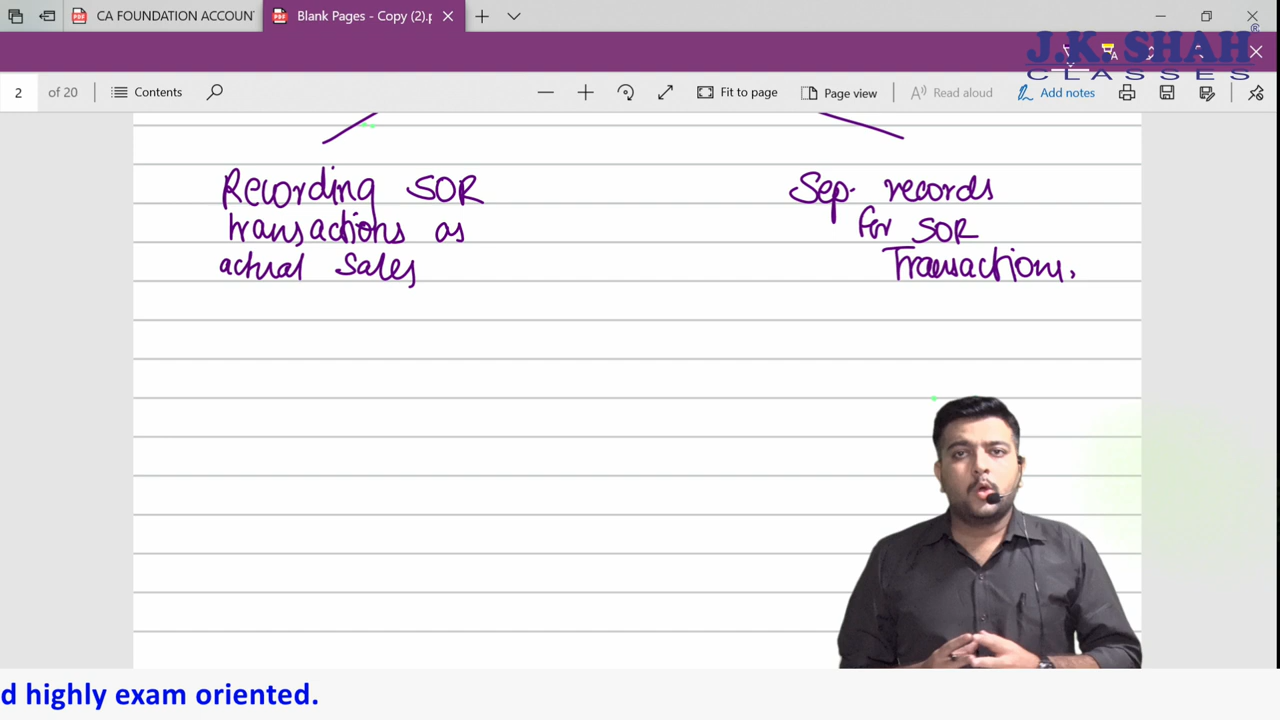 CA FOUNDATION ACCOUNT
Blank Pages - Copy (2).p
J.K. SHAH®
CLASSES
2 of 20
Contents
Fit to page
Page view
Read aloud
Add notes
Recording SOR
transactions as
actual Sales
Sep. records
for SOR
Transactions.
d highly exam oriented.